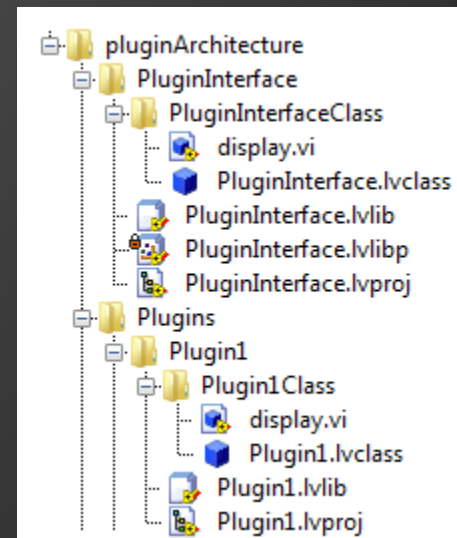 pluginArchitecture
PluginInterface
PluginInterfaceClass
display.vi
PluginInterface.lvclass
PluginInterface.lvlib
PluginInterface.lvlibp
PluginInterface.lvproj
Plugins
Plugin1
Plugin1Class
display.vi
Plugin1.lvclass
Plugin1.lvlib
Plugin1.lvproj